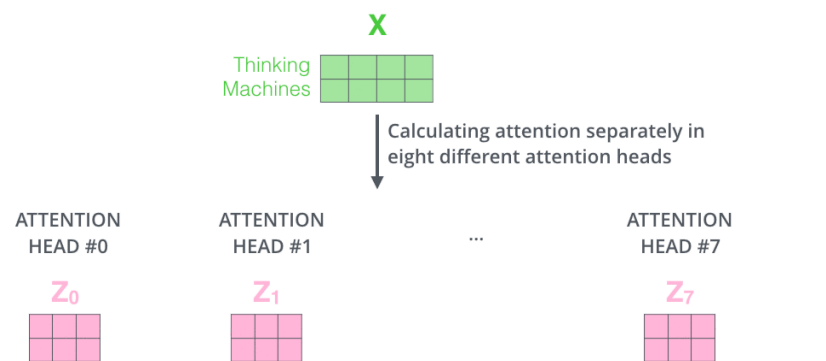 X
Thinking
Machines
Calculating attention separately in
eight different attention heads
ATTENTION
HEAD #0
ATTENTION
HEAD #1
...
ATTENTION
HEAD #7
Z0
Z1
Z7